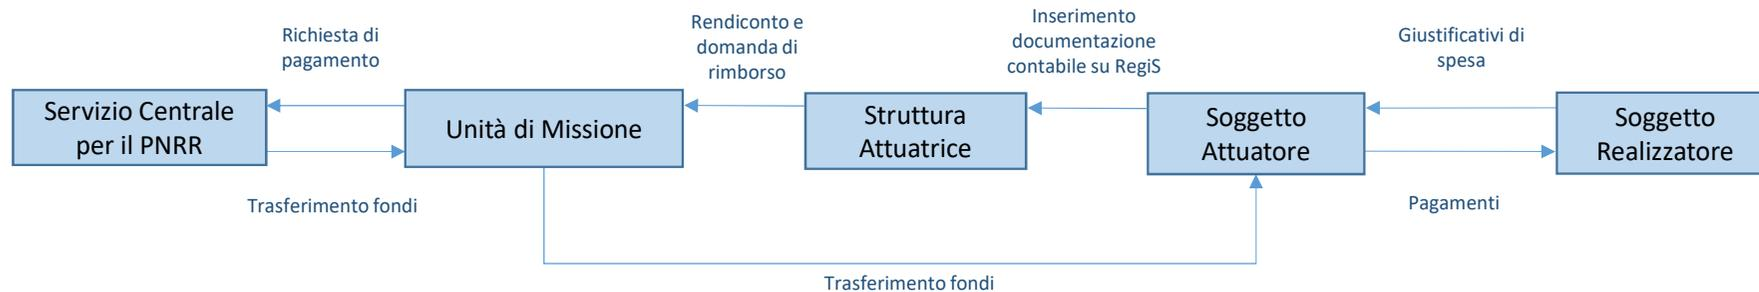 Richiesta di
pagamento
Rendiconto e
domanda di
rimborso
Inserimento
documentazione
contabile su RegiS
Giustificativi di
spesa
Servizio Centrale
per il PNRR
Unità di Missione
Struttura
Attuatrice
Soggetto
Attuatore
Soggetto
Realizzatore
Trasferimento fondi
Pagamenti
Trasferimento fondi